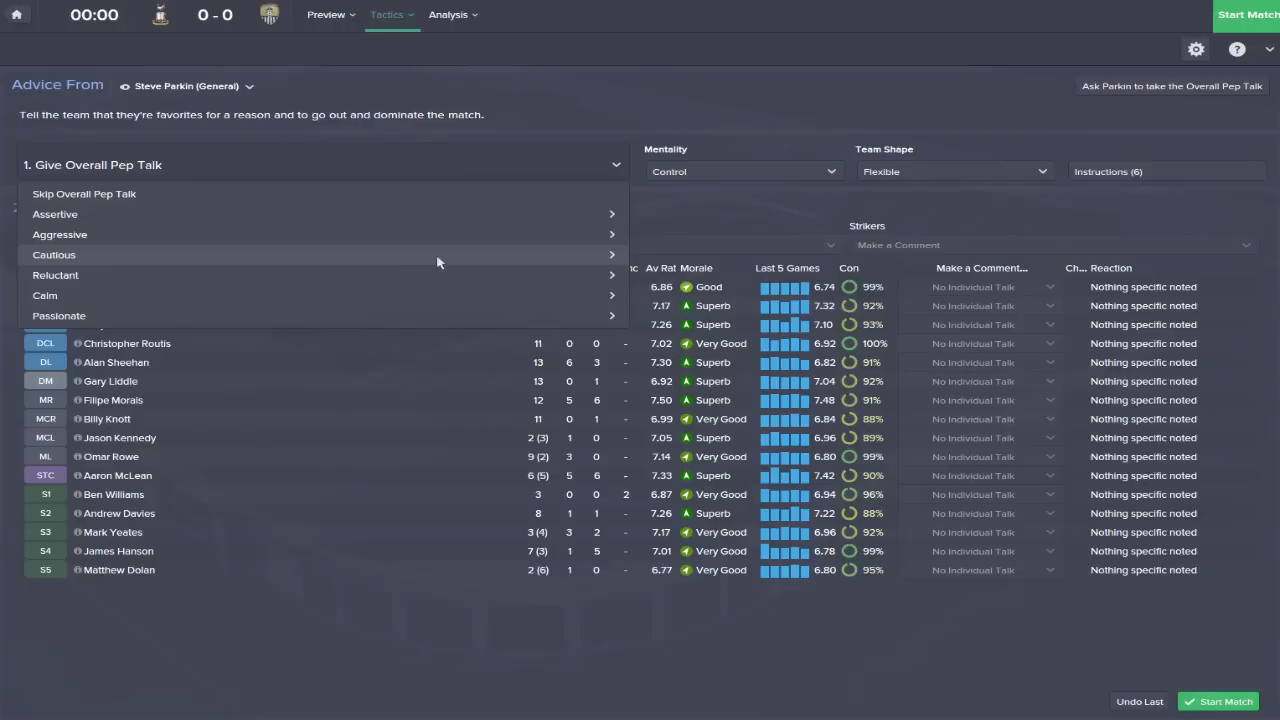 00:00 0 - 0 Preview Tactics Analysis Start Match
?
Advice From Steve Parkin (General) Ask Parkin to take the Overall Pep Talk
Tell the team that they're favorites for a reason and to go out and dominate the match.
Mentality Team Shape
1. Give Overall Pep Talk Control Flexible Instructions (6)
Skip Overall Pep Talk
Assertive
Strikers
Aggressive
Make a Comment
Cautious
Av Rat Morale Last 5 Games Con Make a Comment... Ch... Reaction
Reluctant
6.86 Good 6.74 99% No Individual Talk Nothing specific noted
Calm
7.17 Superb 7.32 92% No Individual Talk Nothing specific noted
Passionate
7.26 Superb 7.10 93% No Individual Talk Nothing specific noted
DCL Christopher Routis 11 0 0 - 7.02 Very Good 6.92 100% No Individual Talk Nothing specific noted
DL Alan Sheehan 13 6 3 - 7.30 Superb 6.82 91% No Individual Talk Nothing specific noted
DM Gary Liddle 13 0 1 - 6.92 Superb 7.04 92% No Individual Talk Nothing specific noted
MR Filipe Morais 12 5 6 - 7.50 Superb 7.48 91% No Individual Talk Nothing specific noted
MCR Billy Knott 11 0 1 - 6.99 Very Good 6.84 88% No Individual Talk Nothing specific noted
MCL Jason Kennedy 2 (3) 1 0 - 7.05 Superb 6.96 89% No Individual Talk Nothing specific noted
ML Omar Rowe 9 (2) 3 0 - 7.14 Very Good 6.80 99% No Individual Talk Nothing specific noted
STC Aaron McLean 6 (5) 5 6 - 7.33 Superb 7.42 90% No Individual Talk Nothing specific noted
S1 Ben Williams 3 0 0 2 6.87 Very Good 6.94 96% No Individual Talk Nothing specific noted
S2 Andrew Davies 8 1 1 - 7.26 Superb 7.22 88% No Individual Talk Nothing specific noted
S3 Mark Yeates 3 (4) 3 2 - 7.17 Very Good 6.96 92% No Individual Talk Nothing specific noted
S4 James Hanson 7 (3) 1 5 - 7.01 Very Good 6.78 99% No Individual Talk Nothing specific noted
S5 Matthew Dolan 2 (6) 1 0 - 6.77 Very Good 6.80 95% No Individual Talk Nothing specific noted
Undo Last Start Match